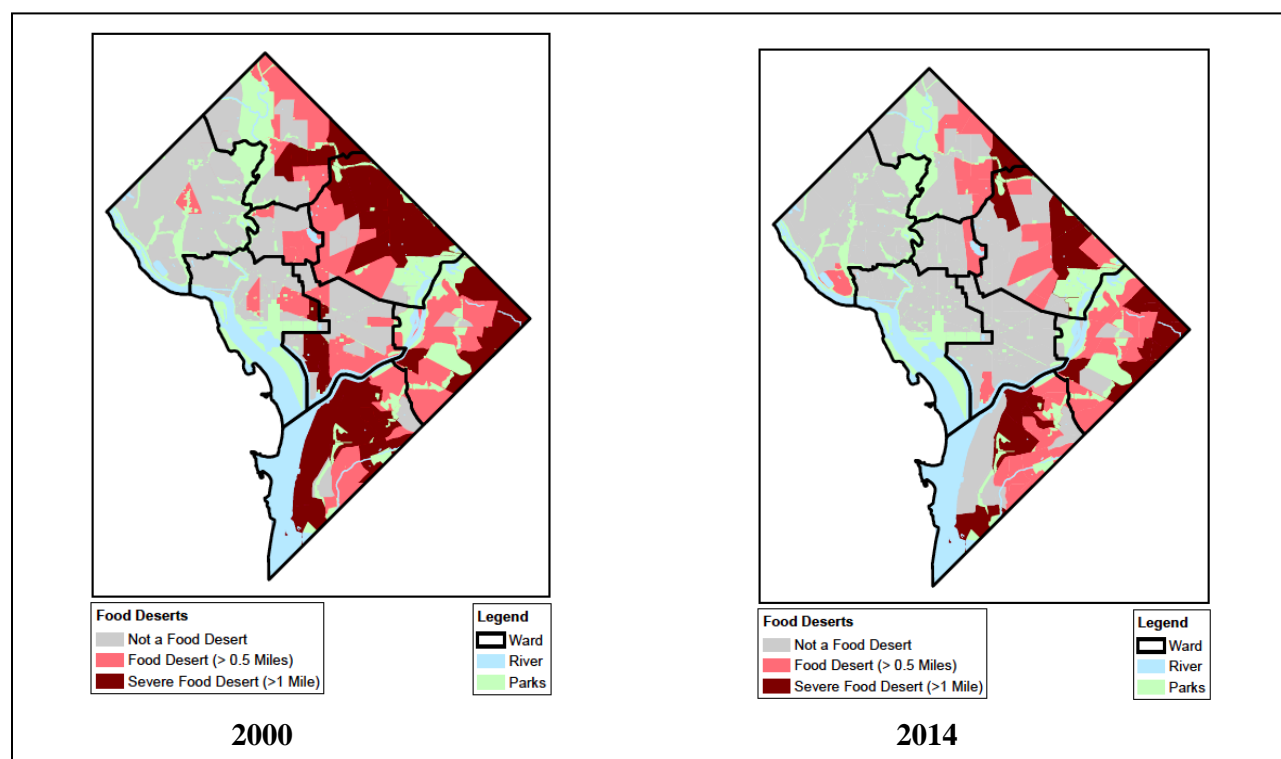 Food Deserts
Not a Food Desert
Food Desert (> 0.5 Miles)
Severe Food Desert (>1 Mile)
Legend
Ward
River
Parks
2000
Food Deserts
Not a Food Desert
Food Desert (> 0.5 Miles)
Severe Food Desert (>1 Mile)
Legend
Ward
River
Parks
2014